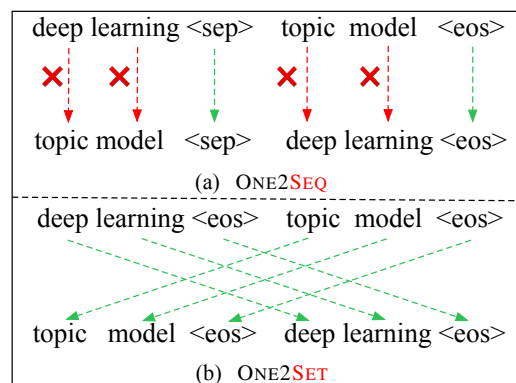 deep learning <sep> topic model <eos>
topic model <sep> deep learning <eos>
(a) ONE2SEQ
deep learning <eos> topic model <eos>
topic model <eos> deep learning <eos>
(b) ONE2SET